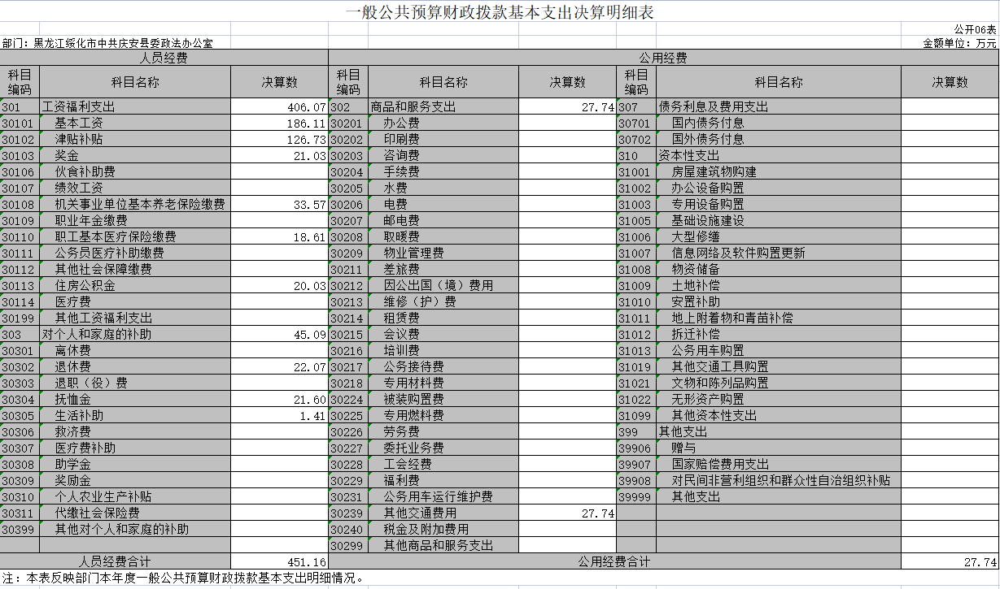 一般公共预算财政拨款基本支出决算明细表
公开06表
部门：黑龙江绥化市中共庆安县委政法办公室 金额单位：万元
人员经费 公用经费
科目编码 科目名称 决算数 科目编码 科目名称 决算数 科目编码 科目名称 决算数
301 工资福利支出 406.07 302 商品和服务支出 27.74 307 债务利息及费用支出
30101 基本工资 186.11 30201 办公费 30701 国内债务付息
30102 津贴补贴 126.73 30202 印刷费 30702 国外债务付息
30103 奖金 21.03 30203 咨询费 310 资本性支出
30106 伙食补助费 30204 手续费 31001 房屋建筑物购建
30107 绩效工资 30205 水费 31002 办公设备购置
30108 机关事业单位基本养老保险缴费 33.57 30206 电费 31003 专用设备购置
30109 职业年金缴费 30207 邮电费 31005 基础设施建设
30110 职工基本医疗保险缴费 18.61 30208 取暖费 31006 大型修缮
30111 公务员医疗补助缴费 30209 物业管理费 31007 信息网络及软件购置更新
30112 其他社会保障缴费 30211 差旅费 31008 物资储备
30113 住房公积金 20.03 30212 因公出国（境）费用 31009 土地补偿
30114 医疗费 30213 维修（护）费 31010 安置补助
30199 其他工资福利支出 30214 租赁费 31011 地上附着物和青苗补偿
303 对个人和家庭的补助 45.09 30215 会议费 31012 拆迁补偿
30301 离休费 30216 培训费 31013 公务用车购置
30302 退休费 22.07 30217 公务接待费 31019 其他交通工具购置
30303 退职（役）费 30218 专用材料费 31021 文物和陈列品购置
30304 抚恤金 21.60 30224 被装购置费 31022 无形资产购置
30305 生活补助 1.41 30225 专用燃料费 31099 其他资本性支出
30306 救济费 30226 劳务费 399 其他支出
30307 医疗费补助 30227 委托业务费 39906 赠与
30308 助学金 30228 工会经费 39907 国家赔偿费用支出
30309 奖励金 30229 福利费 39908 对民间非营利组织和群众性自治组织补贴
30310 个人农业生产补贴 30231 公务用车运行维护费 39999 其他支出
30311 代缴社会保险费 30239 其他交通费用 27.74
30399 其他对个人和家庭的补助 30240 税金及附加费用
30299 其他商品和服务支出
人员经费合计 451.16 公用经费合计 27.74
注：本表反映部门本年度一般公共预算财政拨款基本支出明细情况。